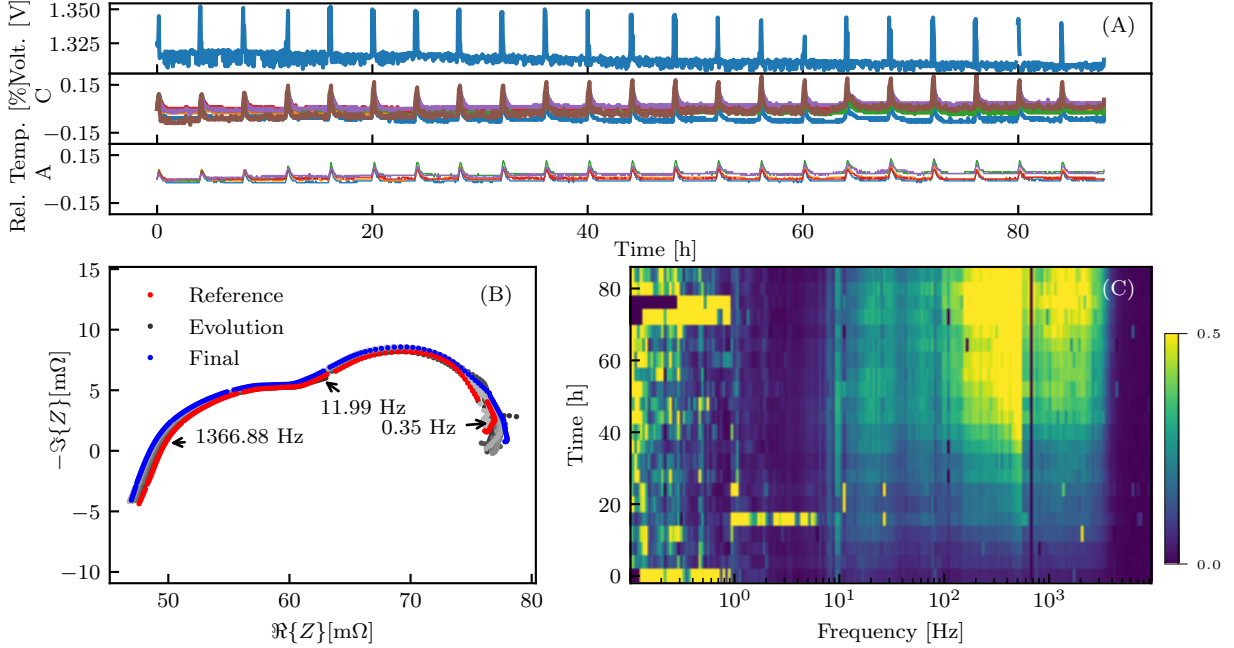 1.350
1.325
Volt. [V]
(A)
0.15
−0.15
C
0.15
−0.15
A
Rel. Temp. [%]
0 20 40 60 80
Time [h]
15
10
5
0
−5
−10
−ℑ{Z}[mΩ]
(B)
Reference
Evolution
Final
11.99 Hz
0.35 Hz
1366.88 Hz
50 60 70 80
ℜ{Z}[mΩ]
(C)
80
60
40
20
0
Time [h]
10⁰ 10¹ 10² 10³
Frequency [Hz]
0.5
0.0